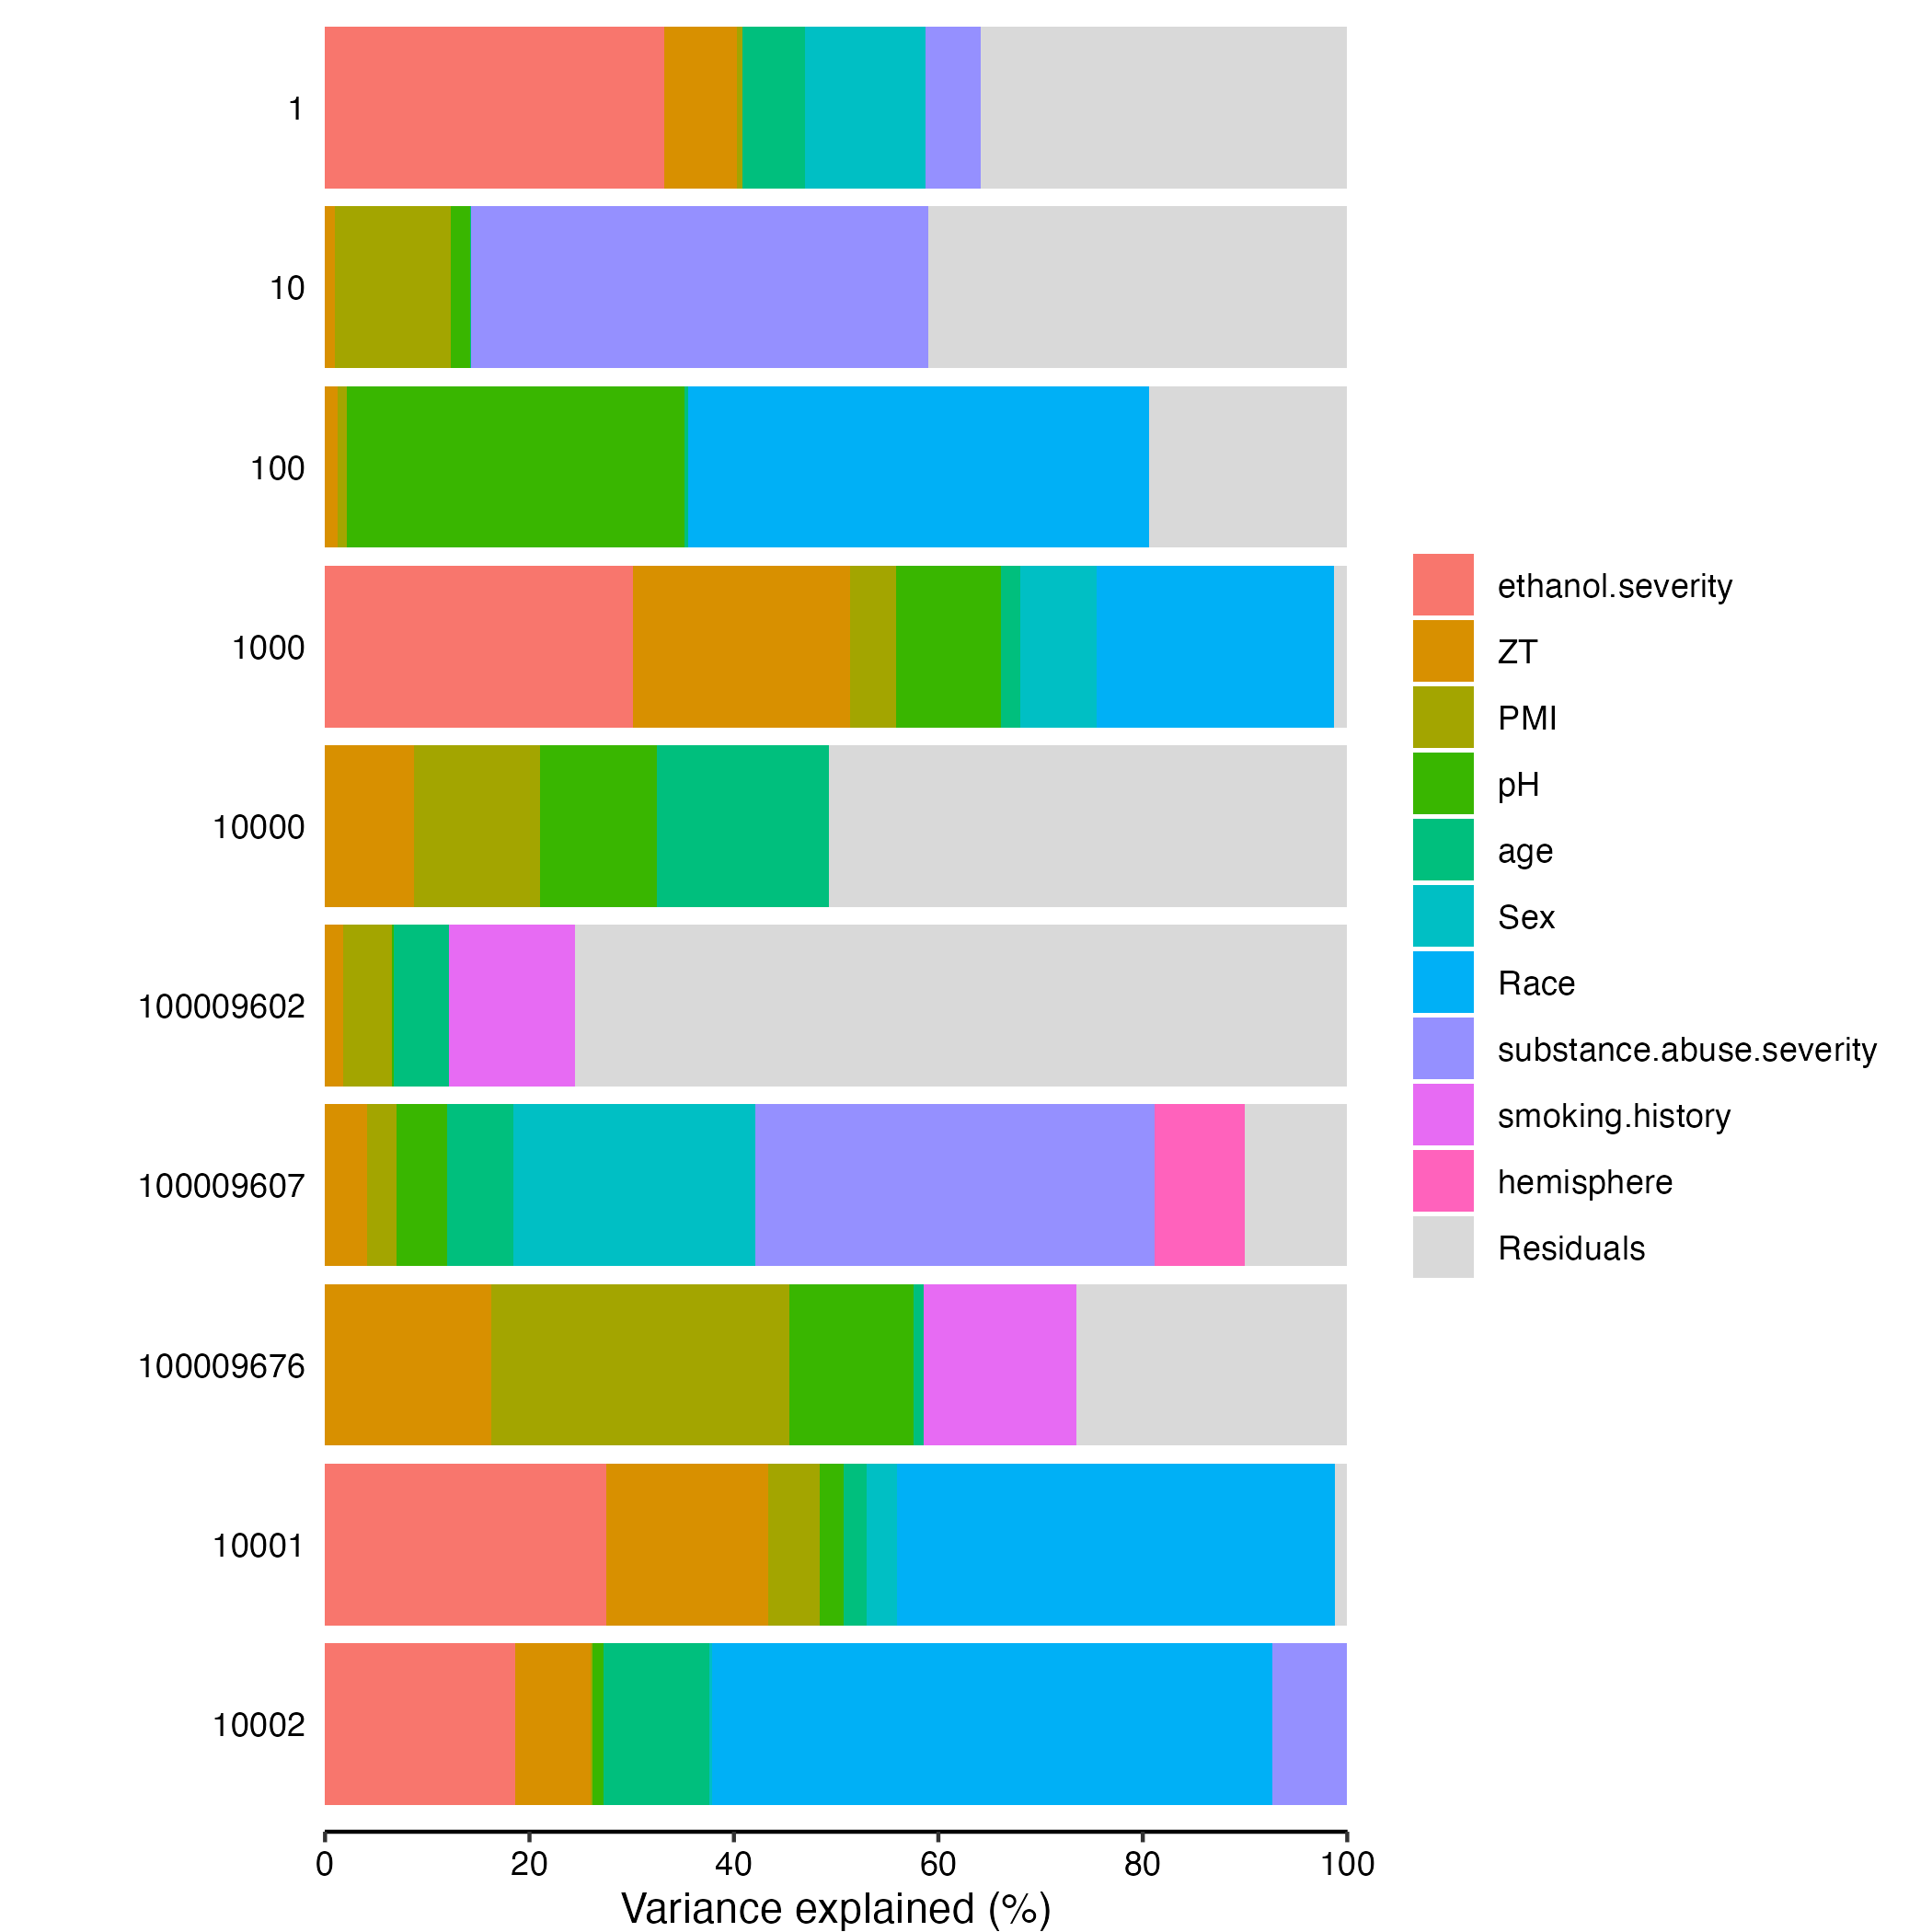 1
10
100
1000
10000
100009602
100009607
100009676
10001
10002
0 20 40 60 80 100
Variance explained (%)
ethanol.severity
ZT
PMI
pH
age
Sex
Race
substance.abuse.severity
smoking.history
hemisphere
Residuals